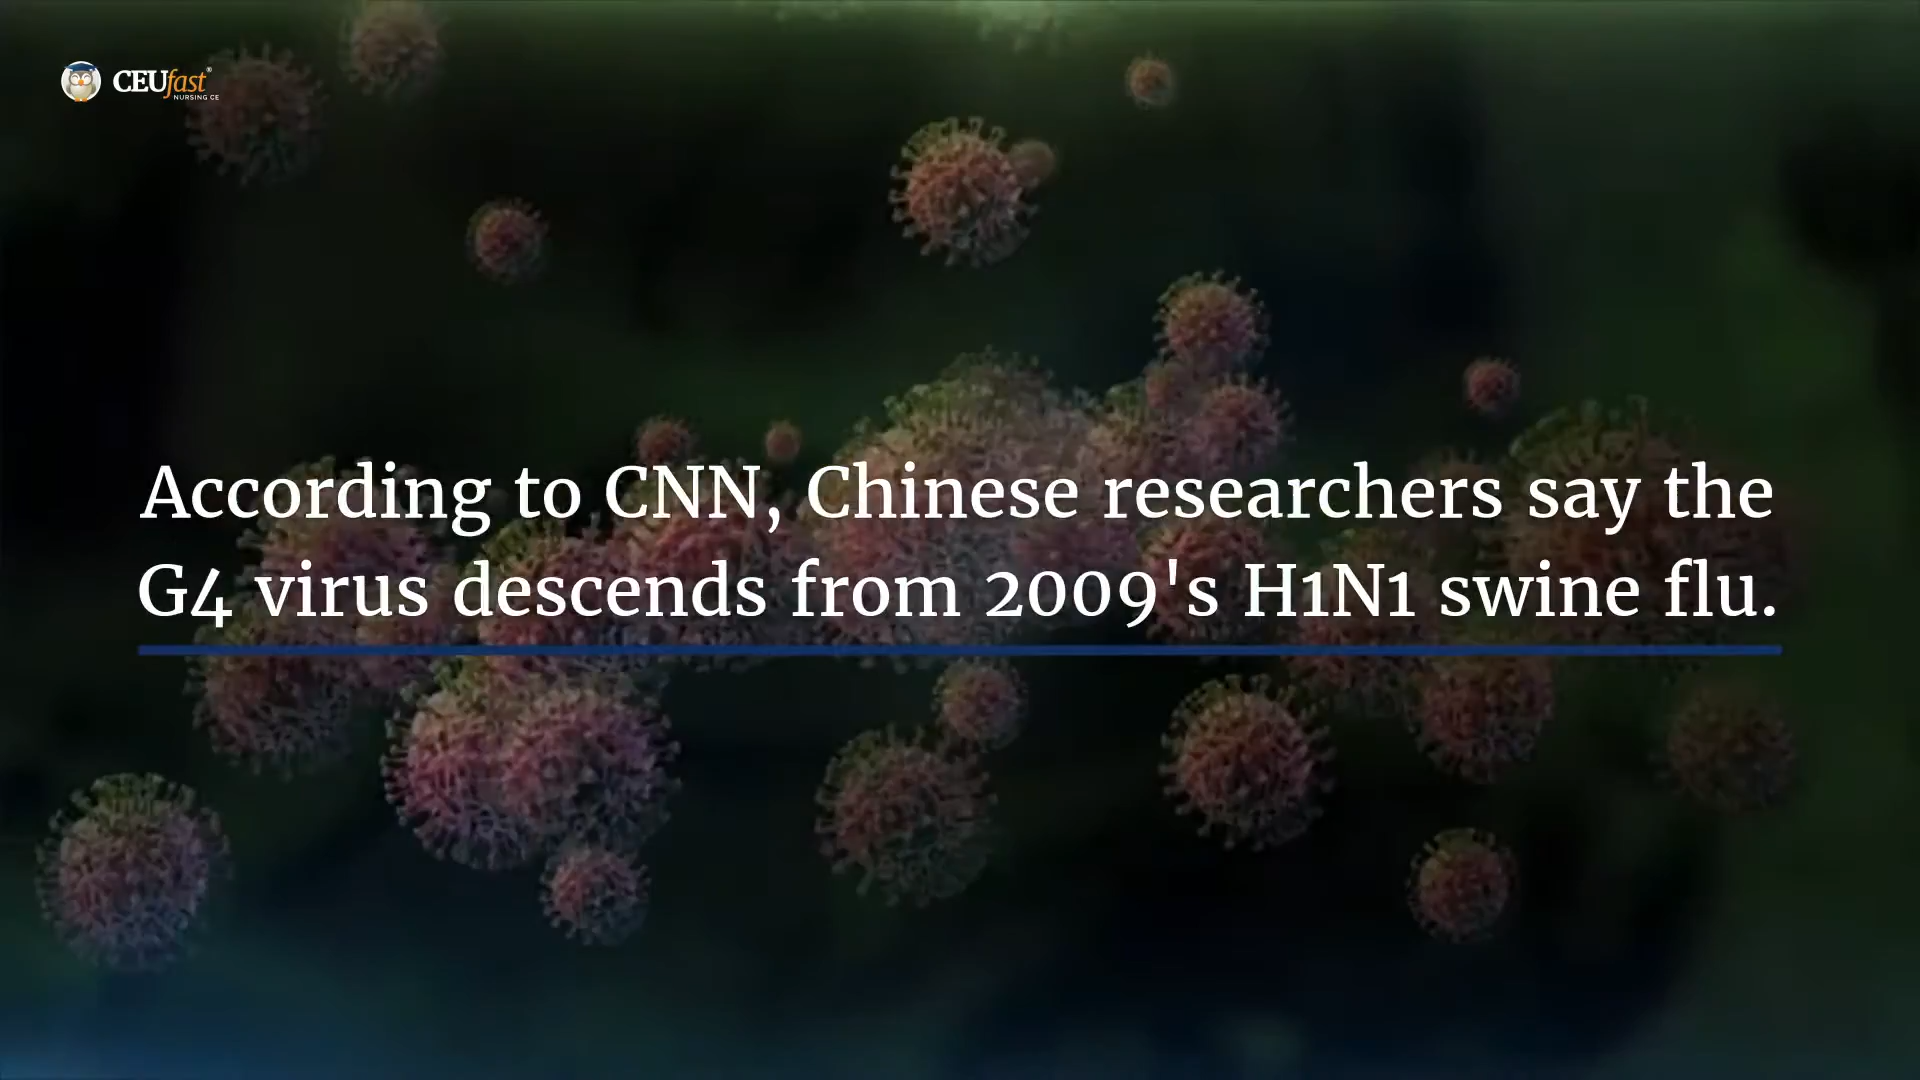 CEUfast®
NURSING CE
According to CNN, Chinese researchers say the
G4 virus descends from 2009's H1N1 swine flu.